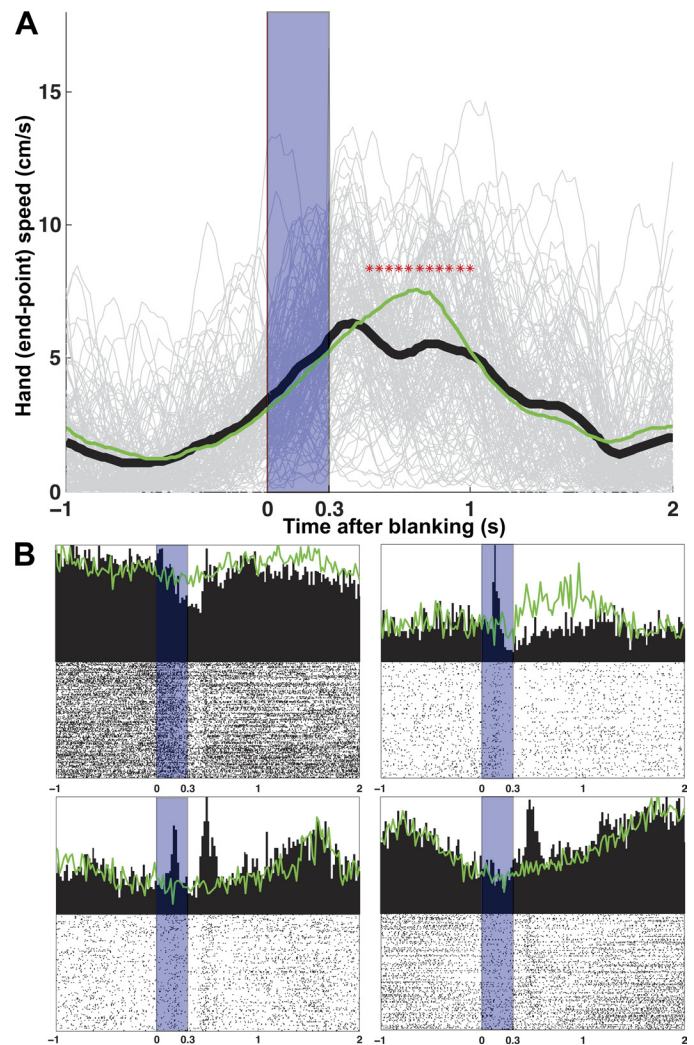 A
Hand (end-point) speed (cm/s)
15
10
5
0
-1 0 0.3 1 2
Time after blanking (s)
***********
B
-1 0 0.3 1 2
-1 0 0.3 1 2
-1 0 0.3 1 2
-1 0 0.3 1 2